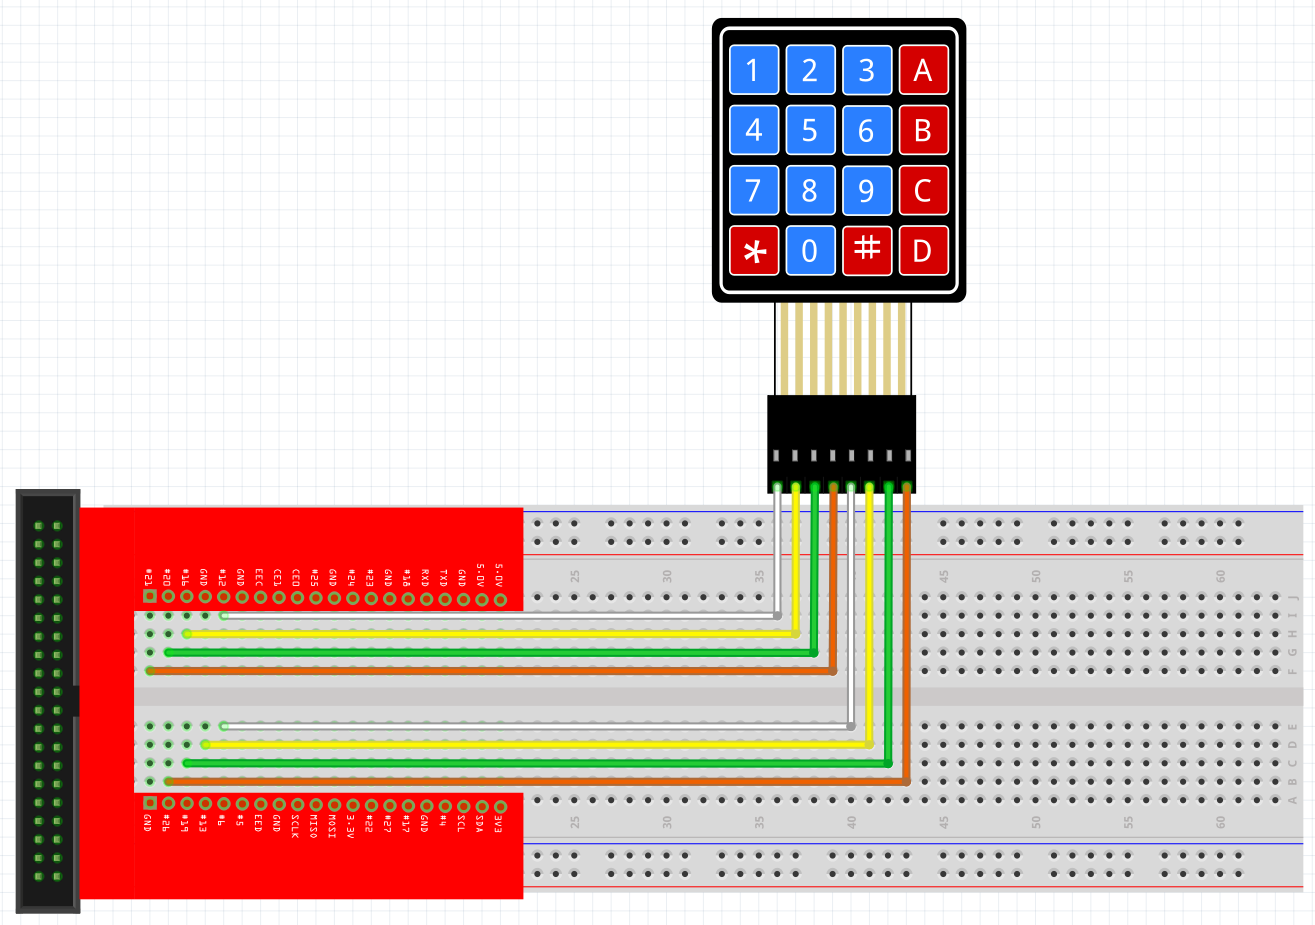 1 2 3 A
4 5 6 B
7 8 9 C
* 0 # D
#21 #20 #16 GND #12 GND EEC CE1 CE0 #25 GND #24 #23 GND #18 RXD TXD GND 5.0V 5.0V
25 30 35 45 50 55 60
J
I
H
G
F
E
D
C
B
A
GND #26 #19 #13 #6 #5 EED GND SCLK MISO MOSI 3.3V #22 #27 #17 GND #4 SCL SDA 3V3
25 30 35 40 45 50 55 60